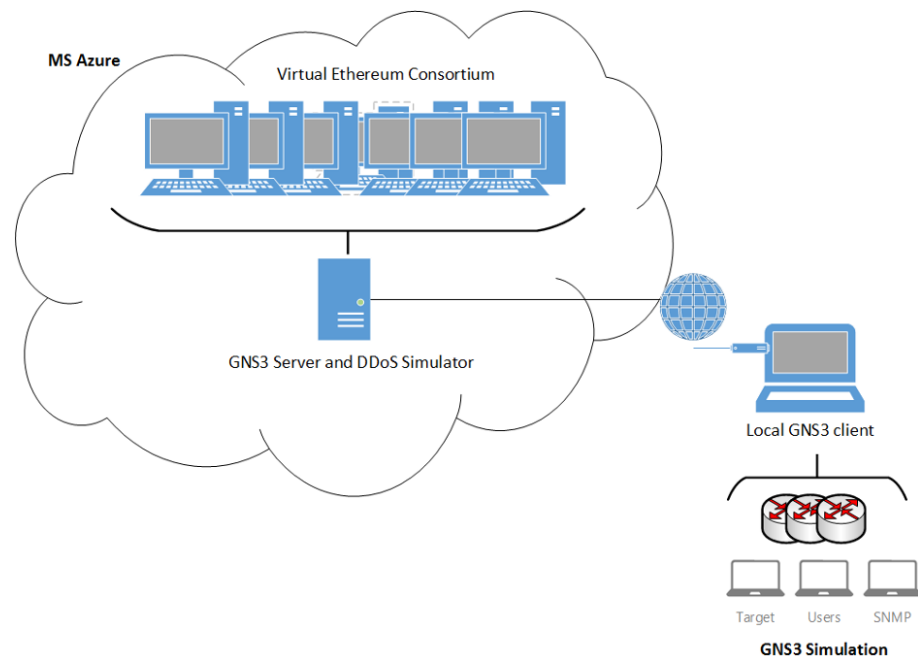 MS Azure
Virtual Ethereum Consortium
GNS3 Server and DDoS Simulator
Local GNS3 client
Target
Users
SNMP
GNS3 Simulation